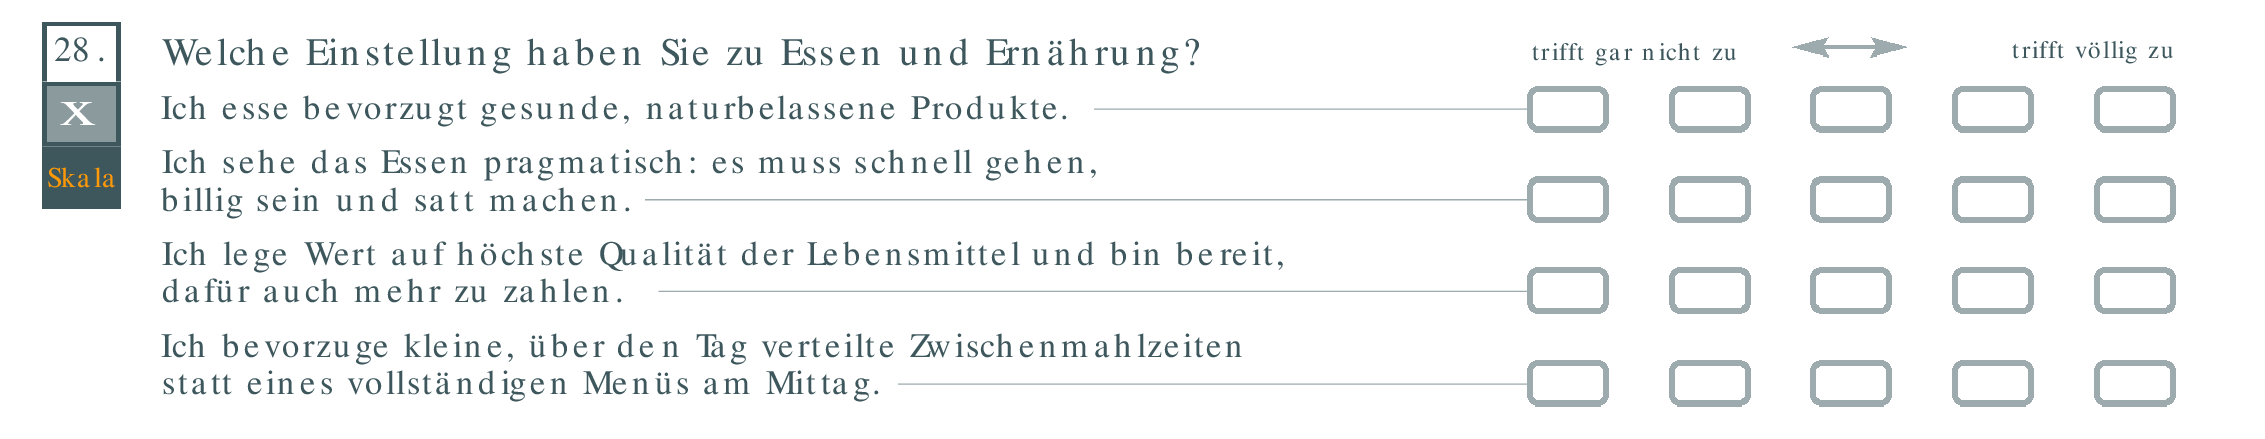 28. Welche Einstellung haben Sie zu Essen und Ernährung? trifft gar nicht zu trifft völlig zu
X Ich esse bevorzugt gesunde, naturbelassene Produkte.
Skala Ich sehe das Essen pragmatisch: es muss schnell gehen,
billig sein und satt machen.
Ich lege Wert auf höchste Qualität der Lebensmittel und bin bereit,
dafür auch mehr zu zahlen.
Ich bevorzuge kleine, über den Tag verteilte Zwischenmahlzeiten
statt eines vollständigen Menüs am Mittag.